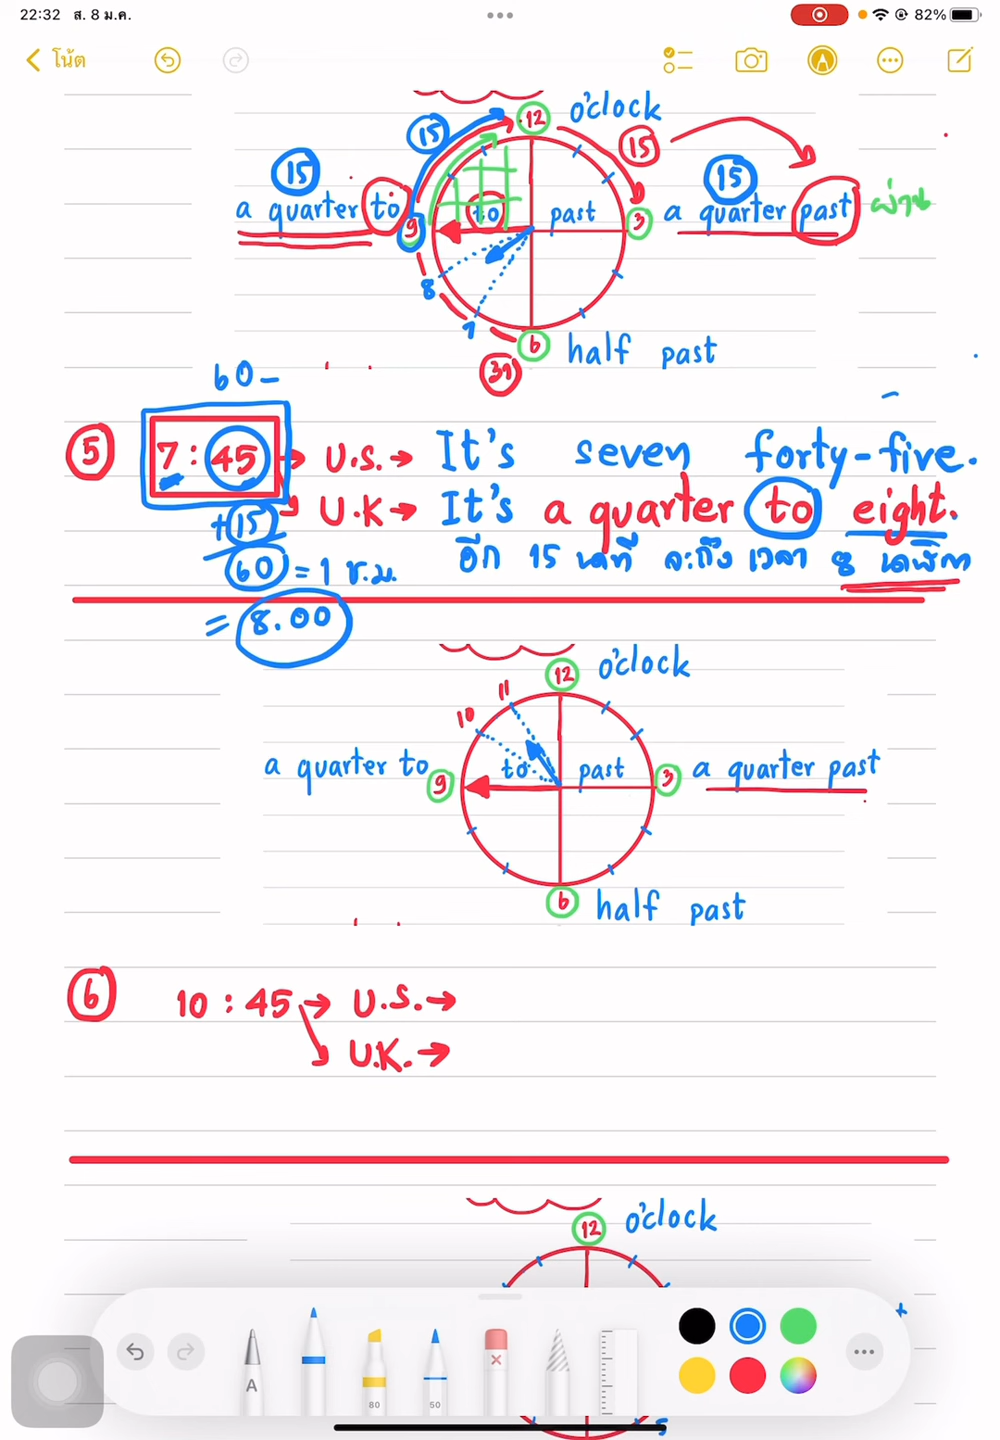 22:32 ส. 8 ม.ค.
82%
โน้ต
12 o'clock
15 15
15 15
a quarter to 9 to past 3 a quarter past ผ่าน
8
7
6 half past
60 -
5 7 : 45 → U.S. → It's seven forty-five.
U.K → It's a quarter to eight.
+15 อีก 15 นาที จะถึง เวลา 8 นาฬิกา
60 = 1 ช.ม.
= 8.00
12 o'clock
11
10
a quarter to 9 to past 3 a quarter past
6 half past
6 10 : 45 → U.S. →
U.K. →
12 o'clock
A 80 50
5